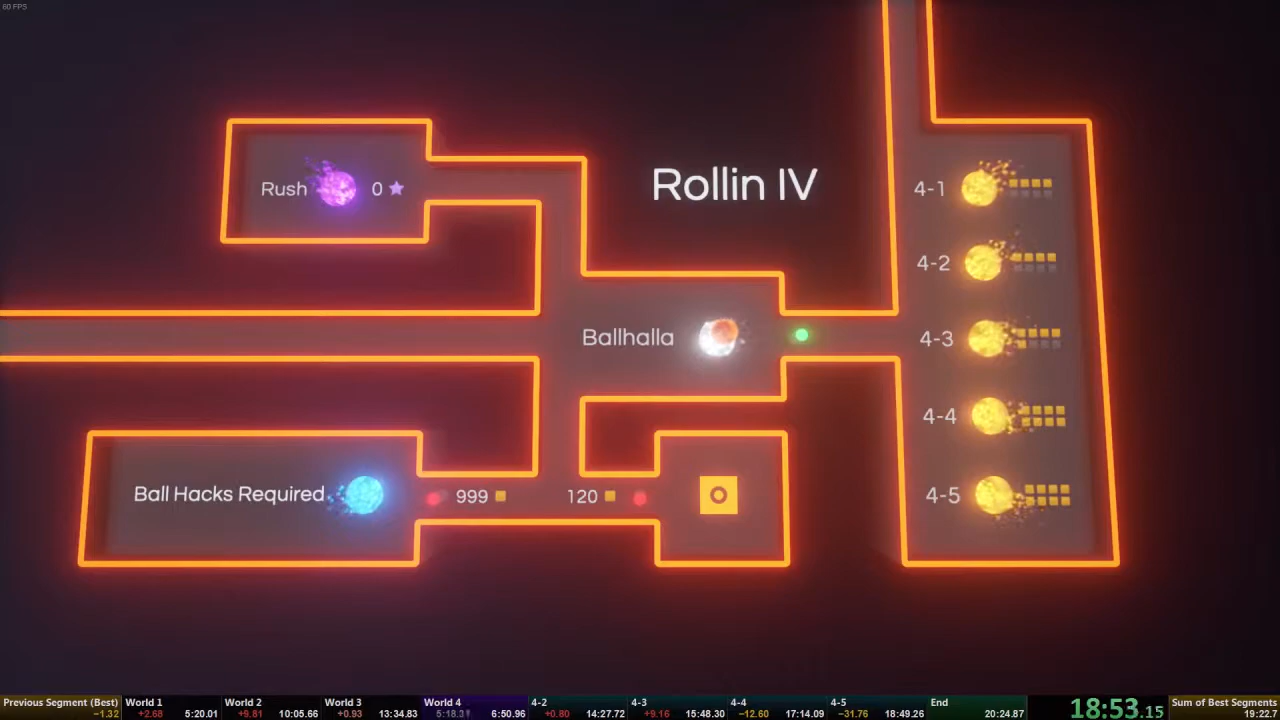 60 FPS
Rollin IV
Rush 0
4-1
4-2
Ballhalla
4-3
4-4
Ball Hacks Required
999
120
4-5
Previous Segment (Best) World 1 World 2 World 3 World 4 4-2 4-3 4-4 4-5 End 18:53.15 Sum of Best Segments
−1.32 +2.68 5:20.01 +9.81 10:05.66 +0.93 13:34.83 6:50.96 +0.80 14:27.72 +9.16 15:48.30 −12.60 17:14.09 −31.76 18:49.26 20:24.87 19:22.7